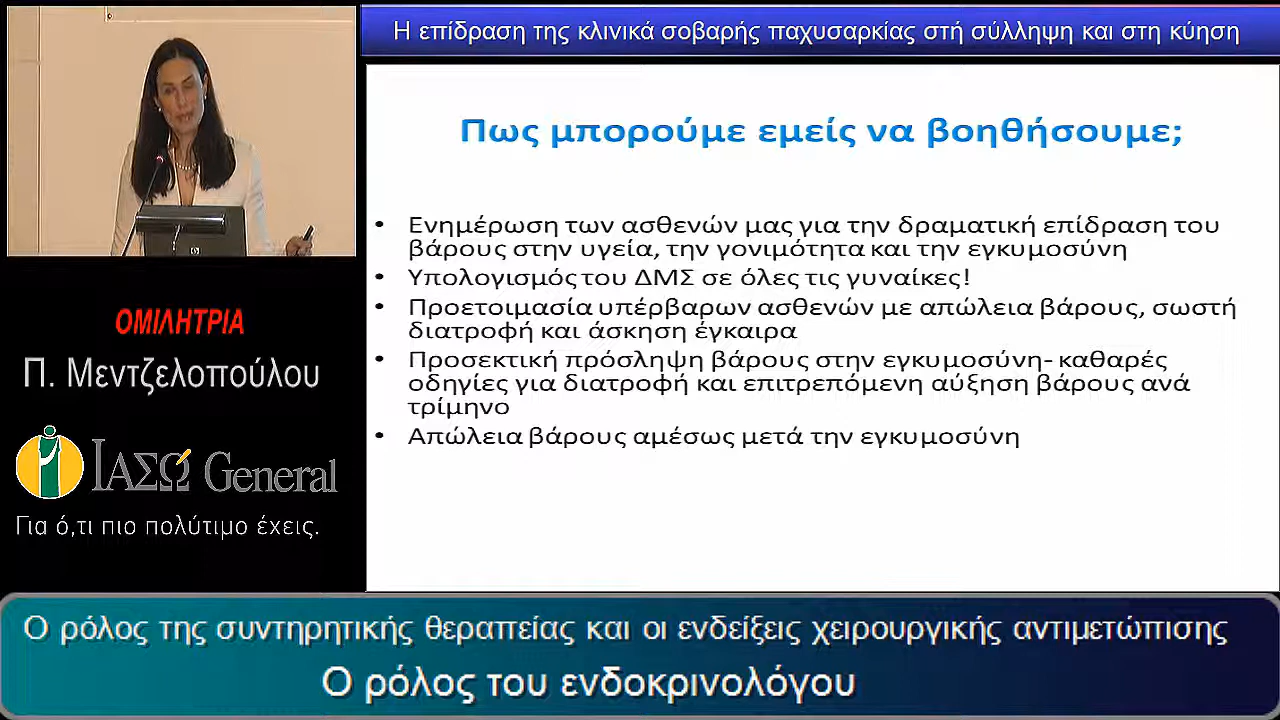 Η επίδραση της κλινικά σοβαρής παχυσαρκίας στή σύλληψη και στη κύηση
Πως μπορούμε εμείς να βοηθήσουμε;
• Ενημέρωση των ασθενών μας για την δραματική επίδραση του
βάρους στην υγεία, την γονιμότητα και την εγκυμοσύνη
• Υπολογισμός του ΔΜΣ σε όλες τις γυναίκες!
• Προετοιμασία υπέρβαρων ασθενών με απώλεια βάρους, σωστή
διατροφή και άσκηση έγκαιρα
• Προσεκτική πρόσληψη βάρους στην εγκυμοσύνη- καθαρές
οδηγίες για διατροφή και επιτρεπόμενη αύξηση βάρους ανά
τρίμηνο
• Απώλεια βάρους αμέσως μετά την εγκυμοσύνη
ΟΜΙΛΗΤΡΙΑ
Π. Μεντζελοπούλου
ΙΑΣΩ General
Για ό,τι πιο πολύτιμο έχεις.
Ο ρόλος της συντηρητικής θεραπείας και οι ενδείξεις χειρουργικής αντιμετώπισης
Ο ρόλος του ενδοκρινολόγου